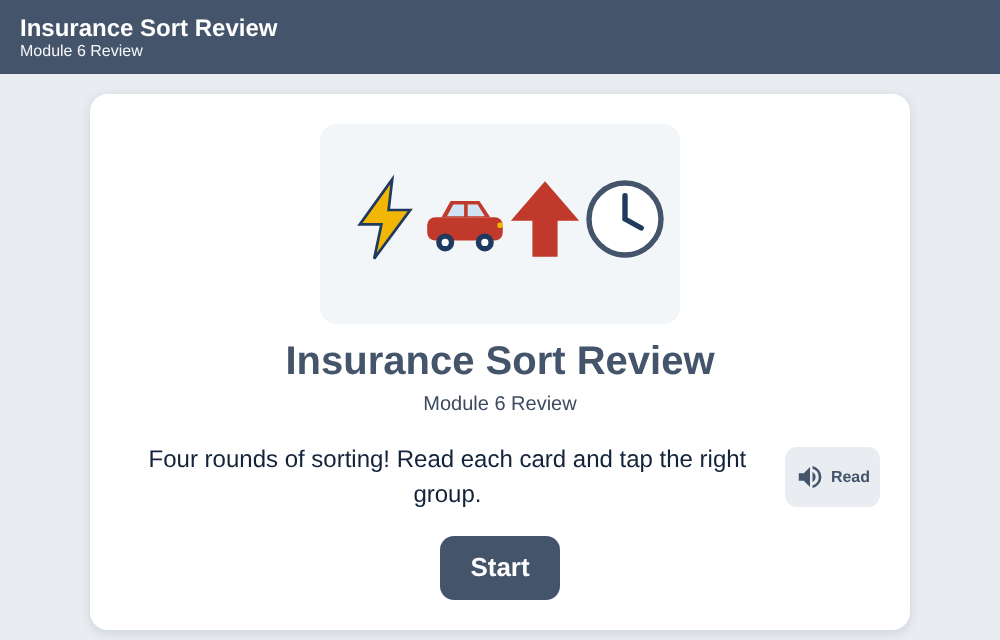 Insurance Sort Review
Module 6 Review
Insurance Sort Review
Module 6 Review
Four rounds of sorting! Read each card and tap the right
group.
Read
Start